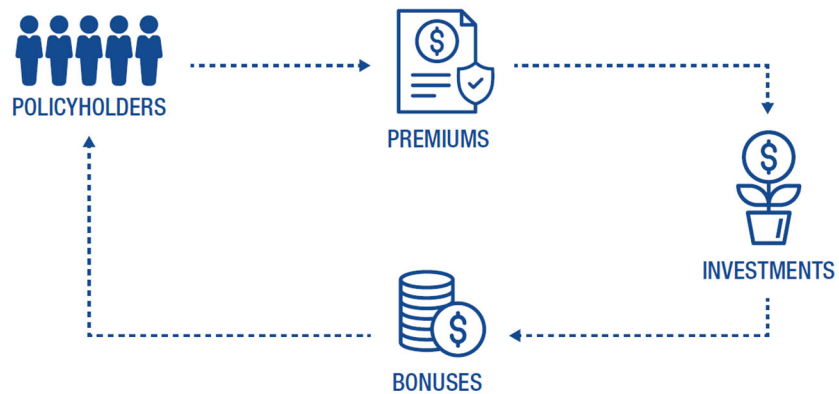 $
POLICYHOLDERS
PREMIUMS
$
INVESTMENTS
$
BONUSES